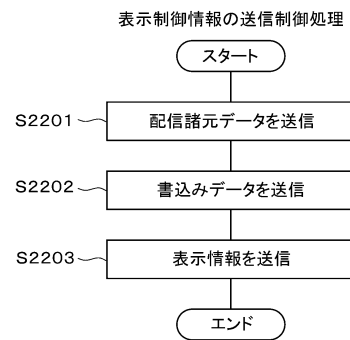 表示制御情報の送信制御処理
スタート
S2201 配信諸元データを送信
S2202 書込みデータを送信
S2203 表示情報を送信
エンド